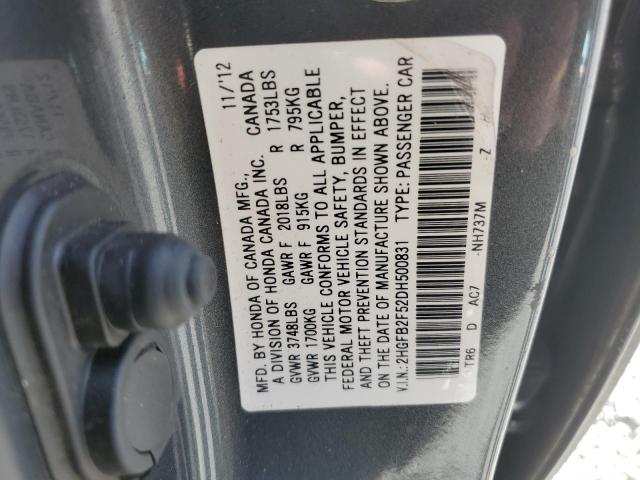 MFD. BY HONDA OF CANADA MFG., 11/'12
A DIVISION OF HONDA CANADA INC. CANADA
GVWR 3748LBS GAWR F 2018LBS R 1753LBS
GVWR 1700KG GAWR F 915KG R 795KG
THIS VEHICLE CONFORMS TO ALL APPLICABLE
FEDERAL MOTOR VEHICLE SAFETY, BUMPER,
AND THEFT PREVENTION STANDARDS IN EFFECT
ON THE DATE OF MANUFACTURE SHOWN ABOVE.
V.I.N.: 2HGFB2F52DH500831 TYPE: PASSENGER CAR
TR6 D AC7 -NH737M -Z